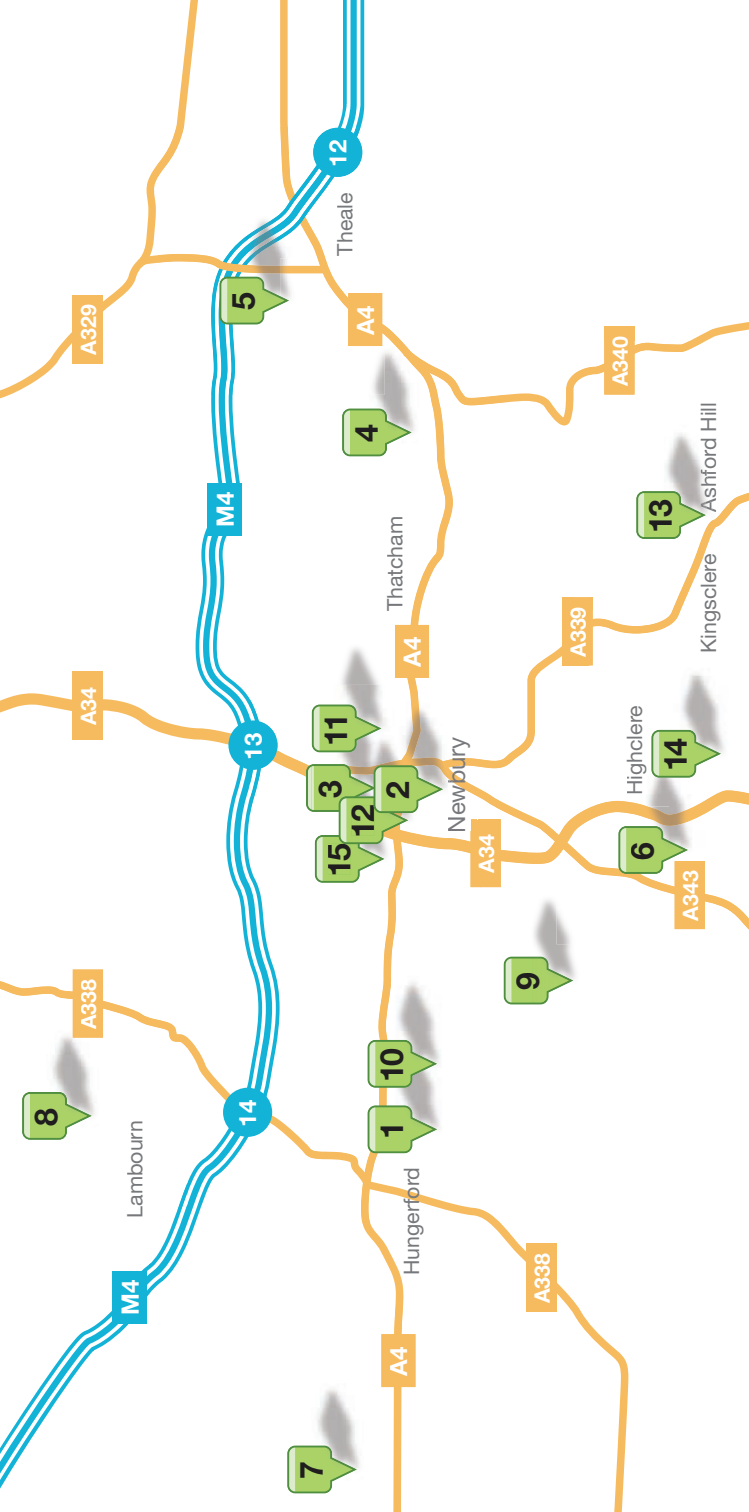 8
A338
A34
A329
Lambourn
M4
14
13
M4
5
12
7
15
3
11
4
Theale
12
A4
A4
1
10
2
A4
Thatcham
Hungerford
Newbury
A34
9
A338
A339
A340
6
Highclere
14
13
A343
Kingsclere
Ashford Hill